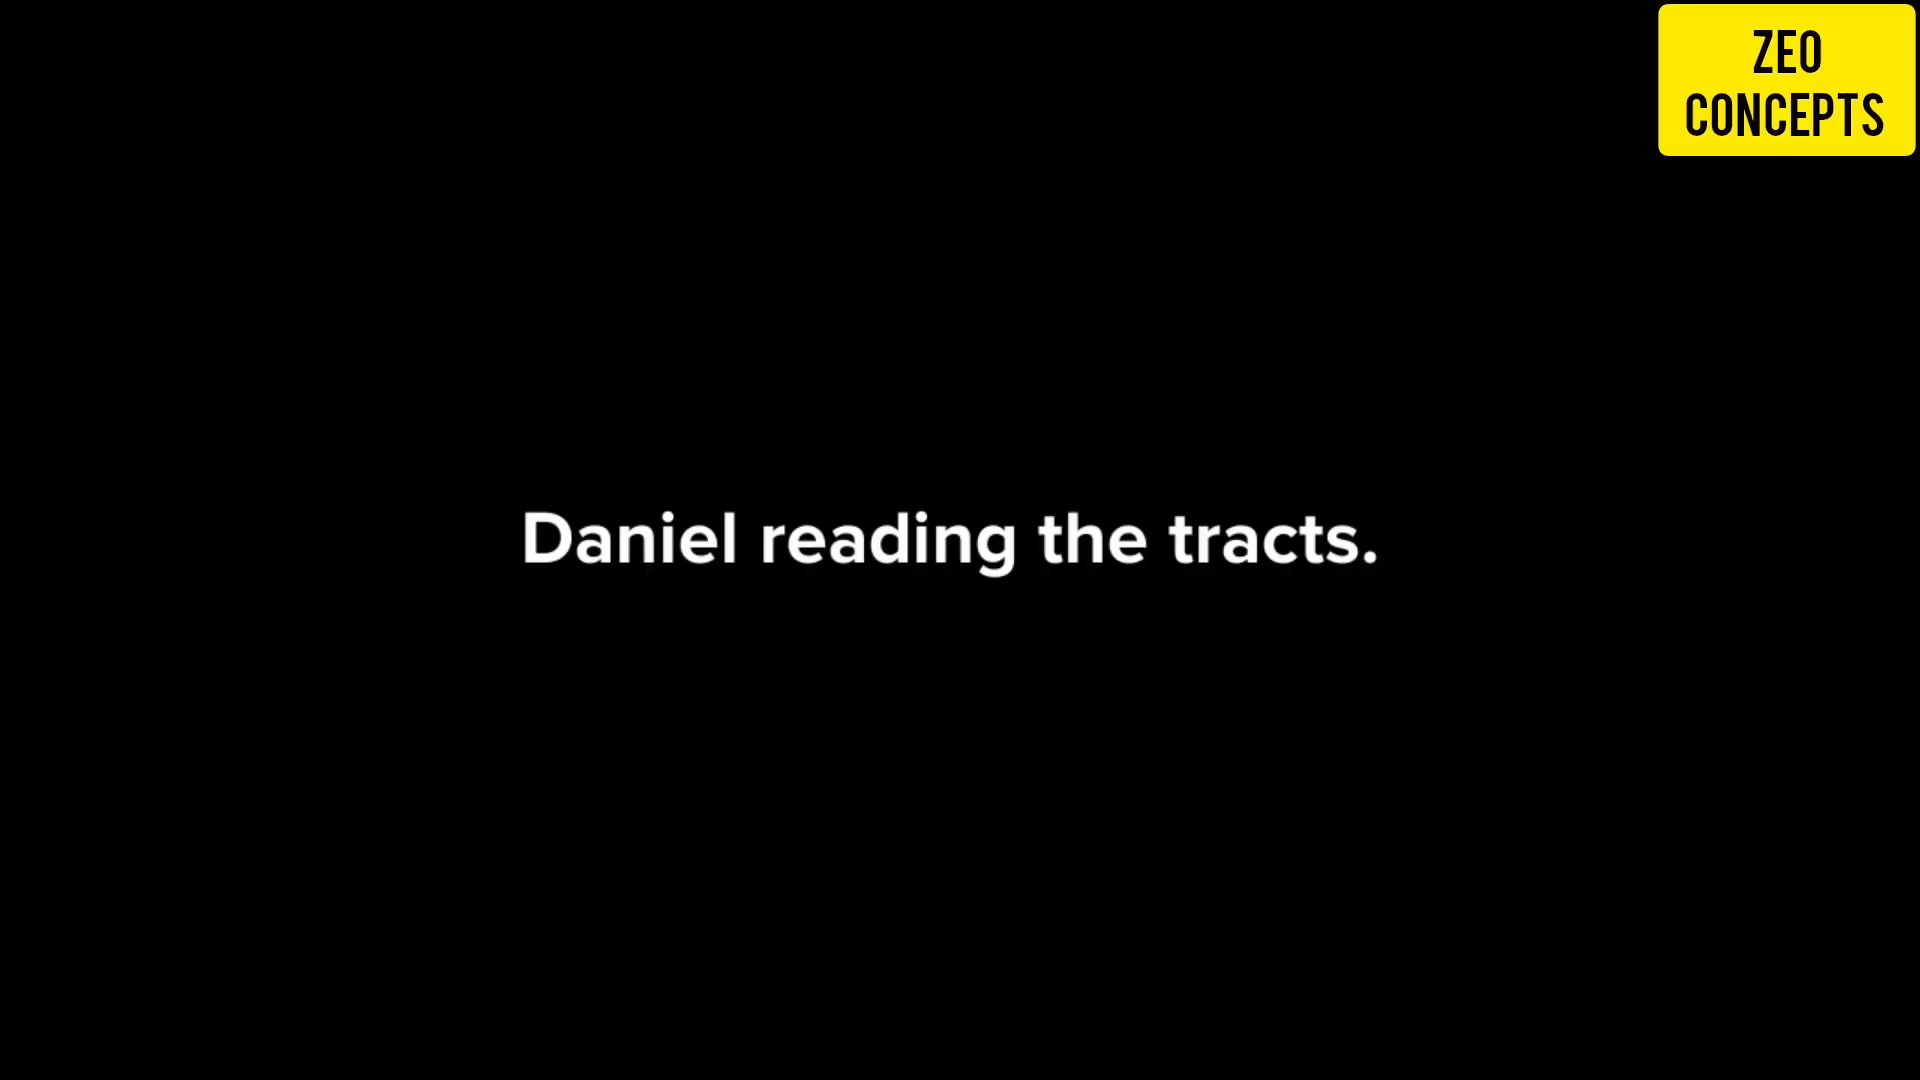 ZEO
CONCEPTS
Daniel reading the tracts.